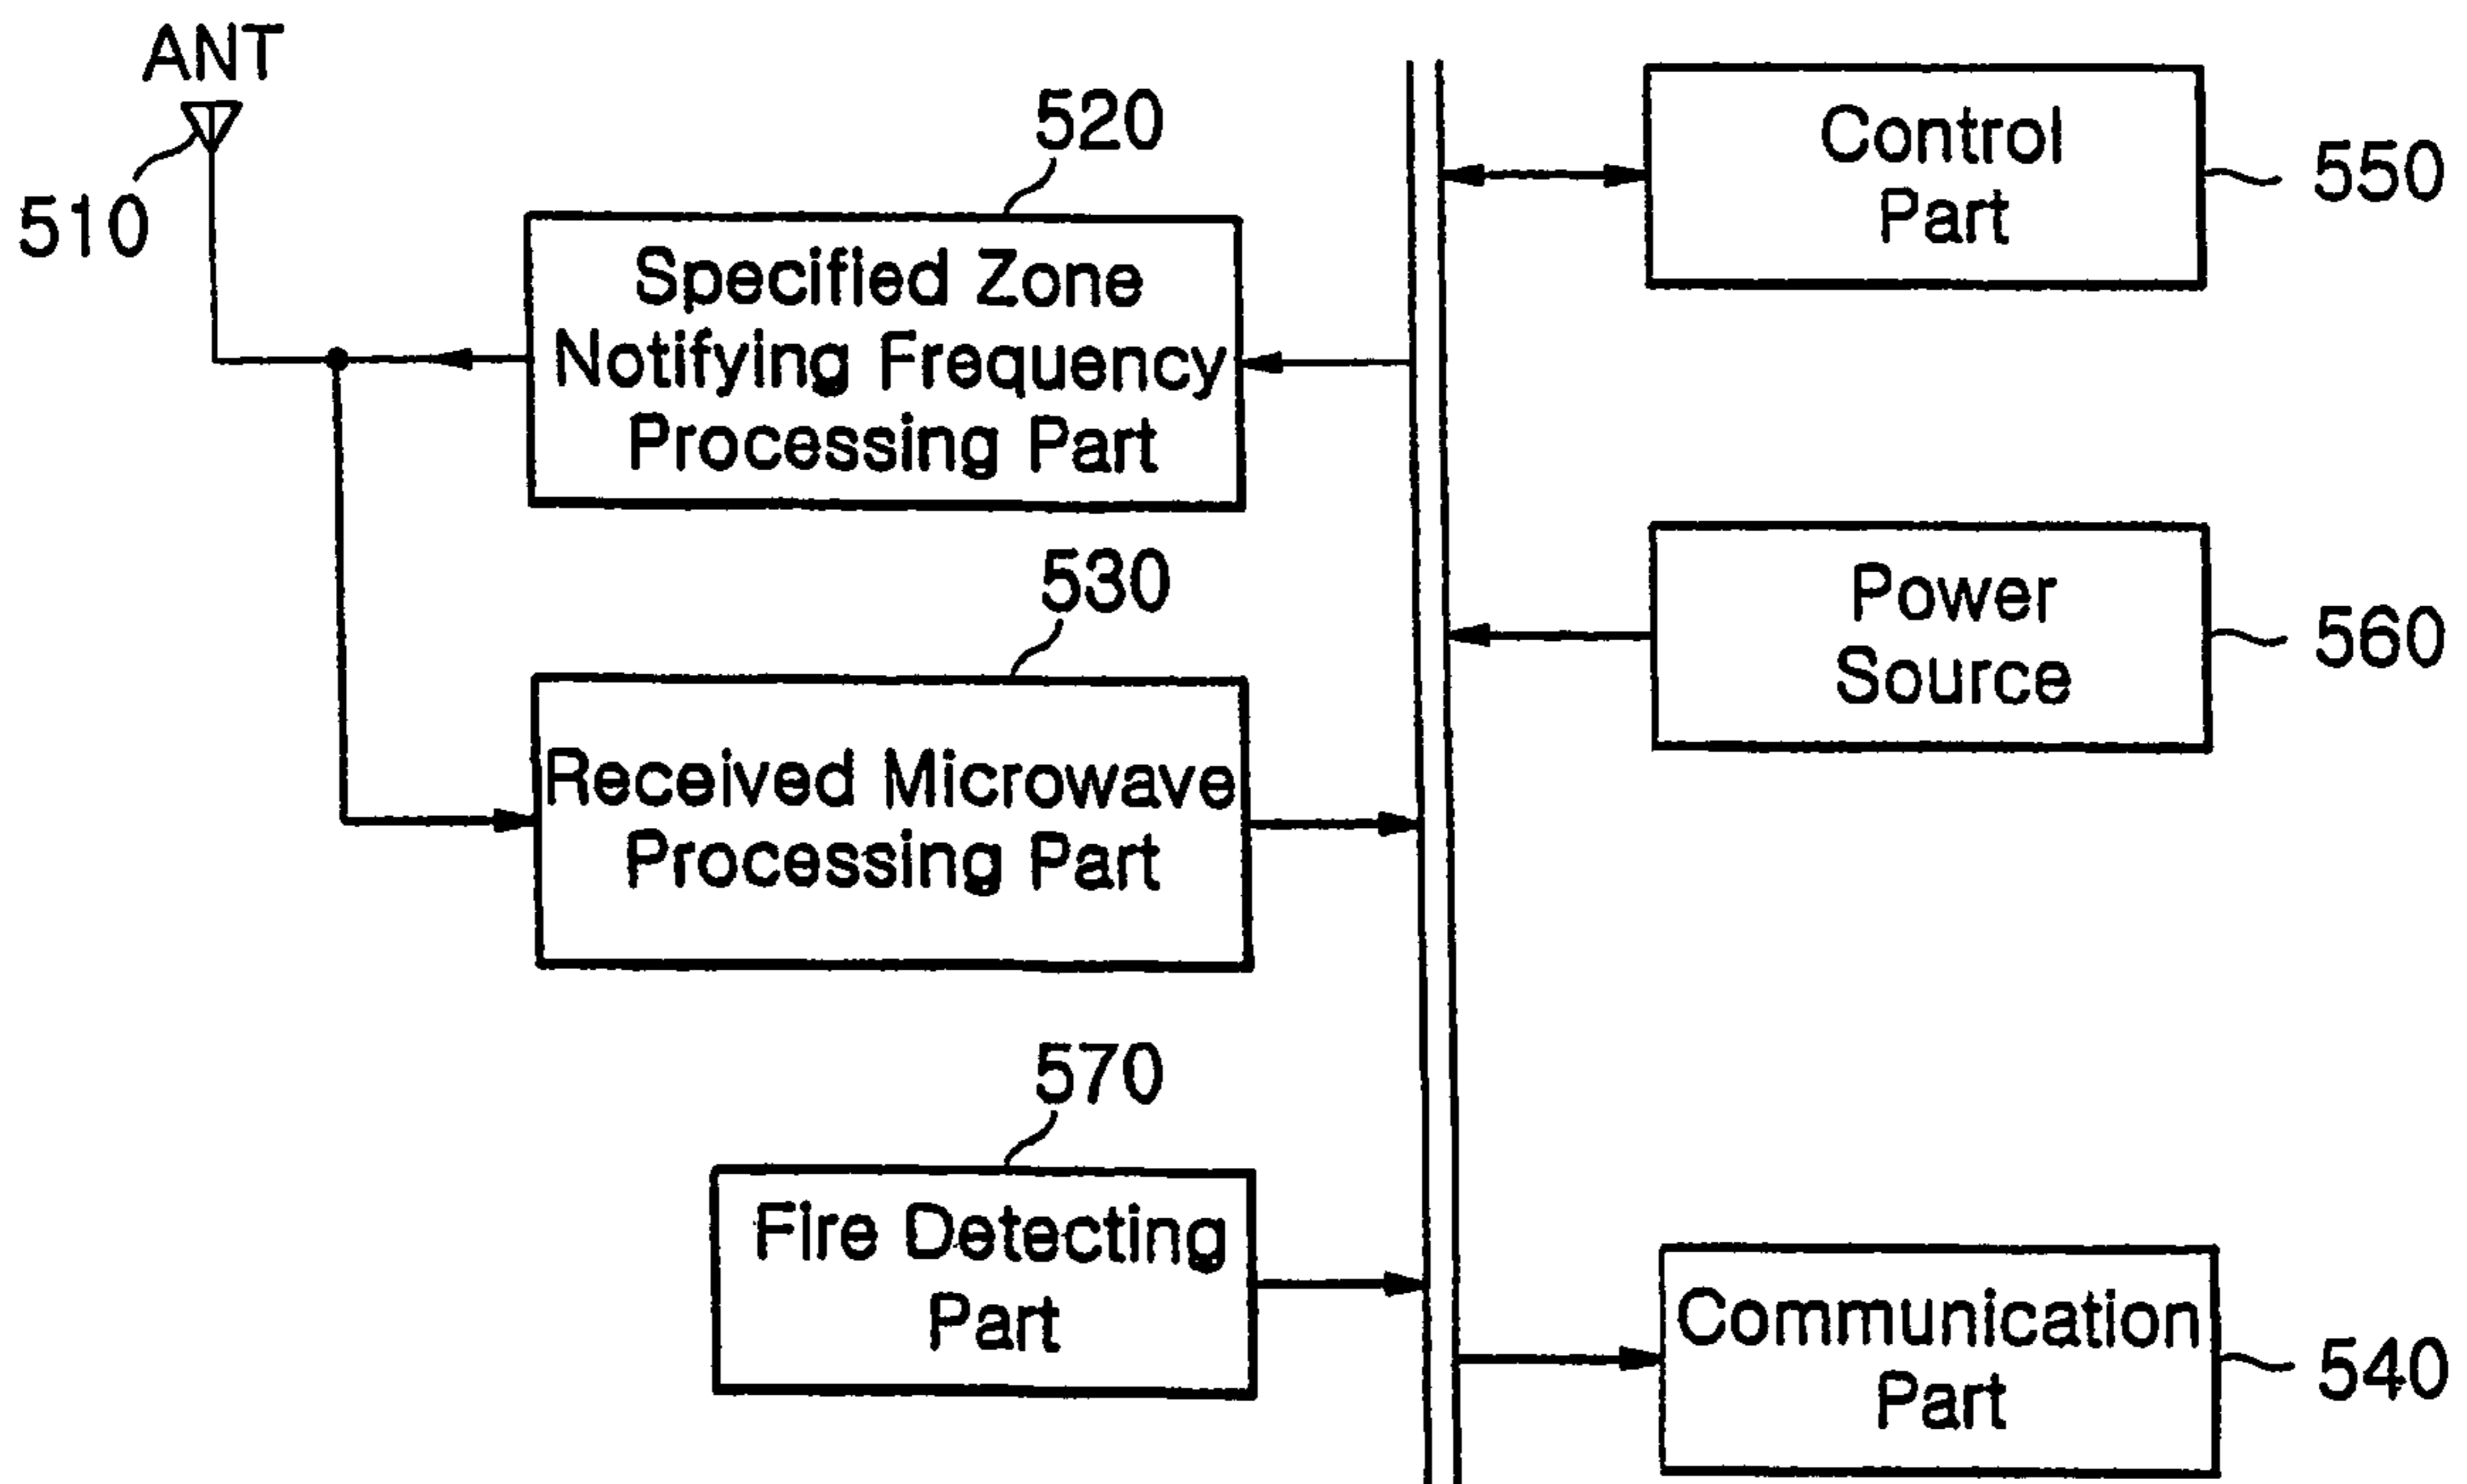 ANT
510
520
Specified Zone
Notifying Frequency
Processing Part
530
Received Microwave
Processing Part
570
Fire Detecting
Part
Control
Part
550
Power
Source
560
Communication
Part
540